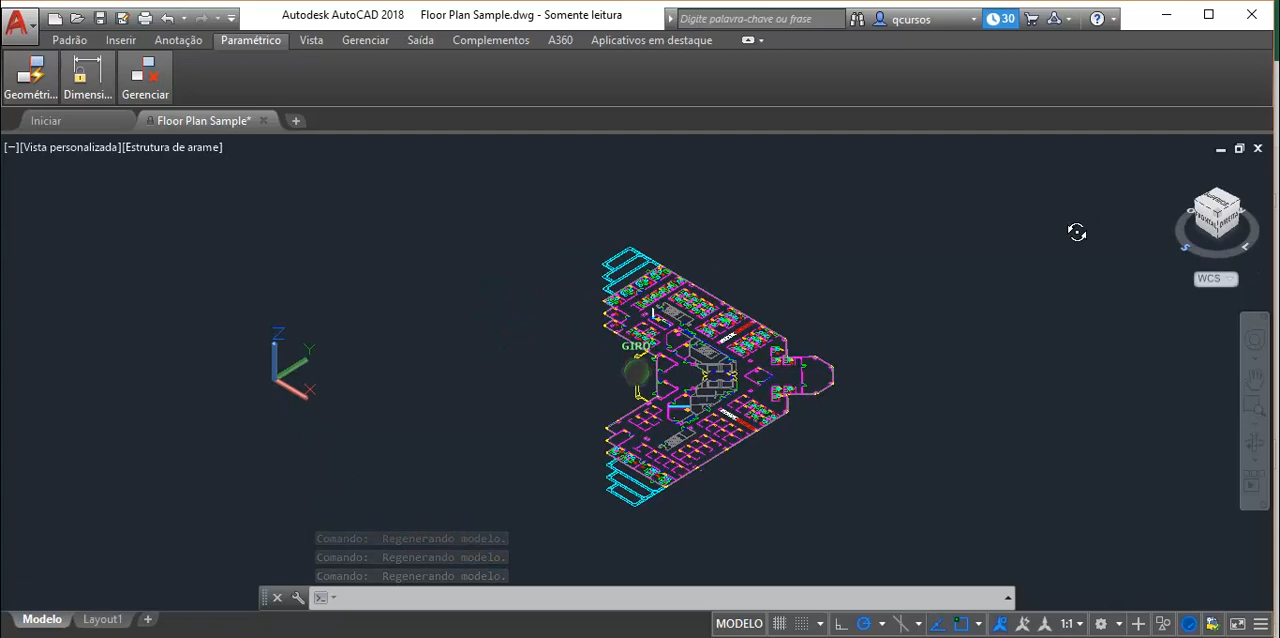 Autodesk AutoCAD 2018 Floor Plan Sample.dwg - Somente leitura
Digite palavra-chave ou frase
qcursos
30
Padrão Inserir Anotação Paramétrico Vista Gerenciar Saída Complementos A360 Aplicativos em destaque
Geométri... Dimensi... Gerenciar
Iniciar Floor Plan Sample*
[−][Vista personalizada][Estrutura de arame]
WCS
Z
Y
X
GIRO
Comando: Regenerando modelo.
Comando: Regenerando modelo.
Comando: Regenerando modelo.
Modelo Layout1
MODELO 1:1